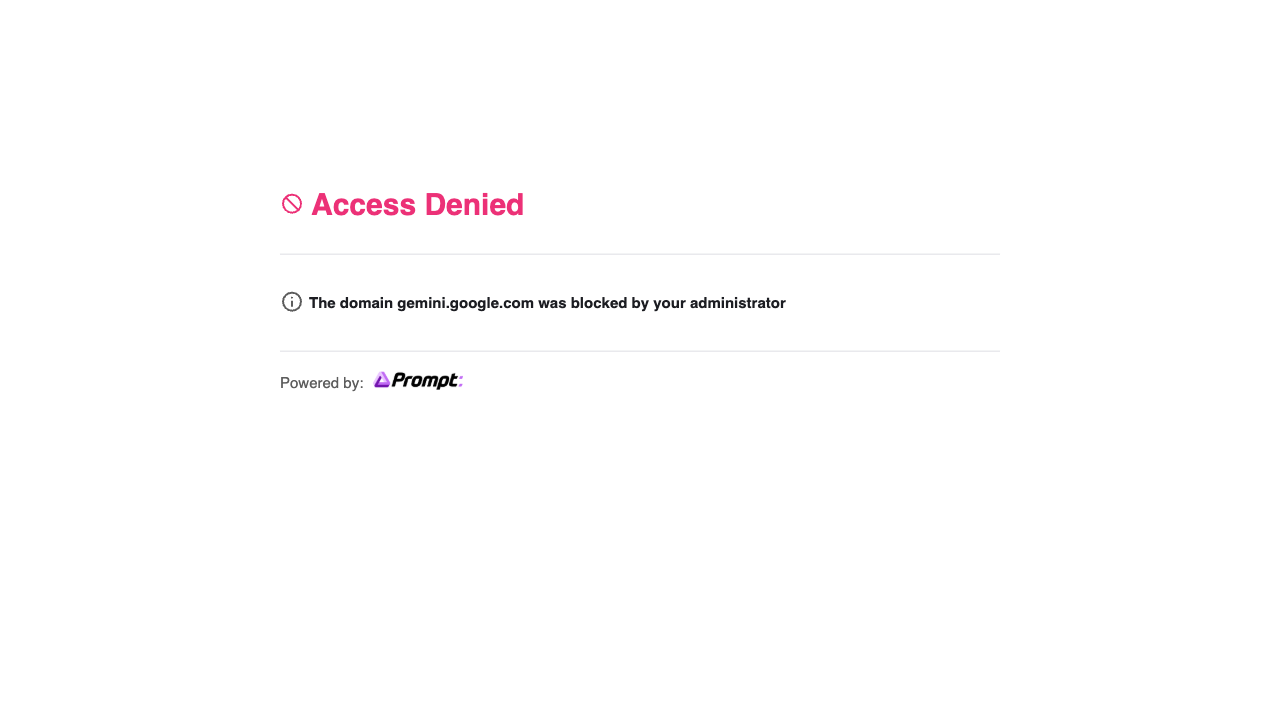 Access Denied
The domain gemini.google.com was blocked by your administrator
Powered by: Prompt: